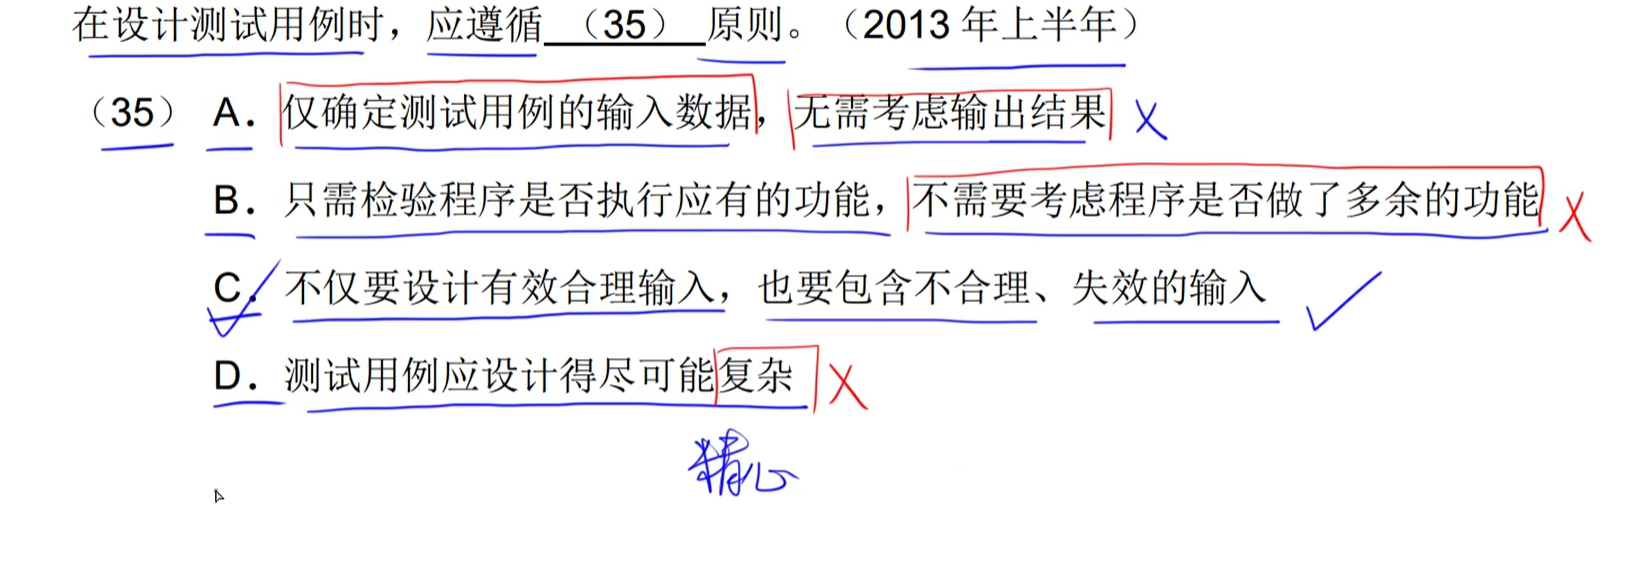 在设计测试用例时，应遵循 （35） 原则。（2013 年上半年）
（35） A．仅确定测试用例的输入数据，无需考虑输出结果
B．只需检验程序是否执行应有的功能，不需要考虑程序是否做了多余的功能
C．不仅要设计有效合理输入，也要包含不合理、失效的输入
D．测试用例应设计得尽可能复杂
精心